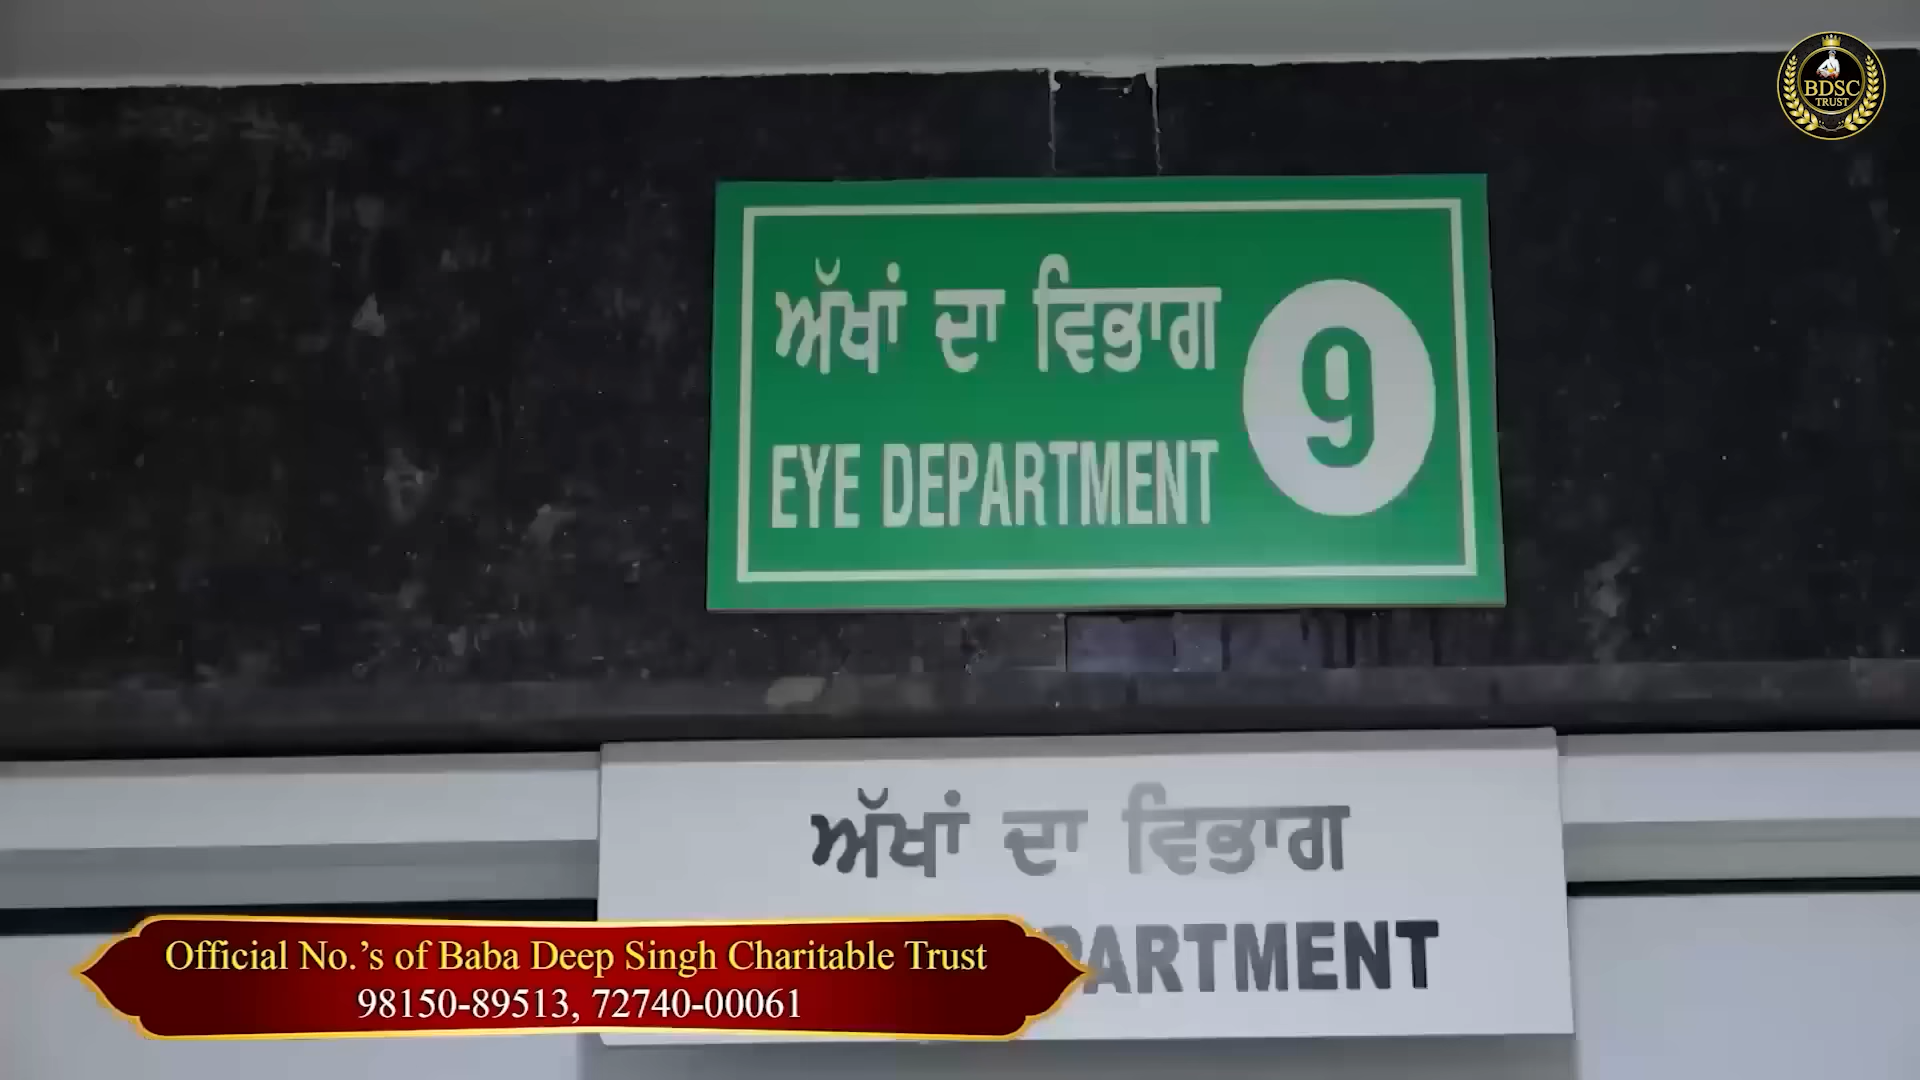 BDSC
TRUST
ਅੱਖਾਂ ਦਾ ਵਿਭਾਗ
9
EYE DEPARTMENT
ਅੱਖਾਂ ਦਾ ਵਿਭਾਗ
PARTMENT
Official No.'s of Baba Deep Singh Charitable Trust
98150-89513, 72740-00061